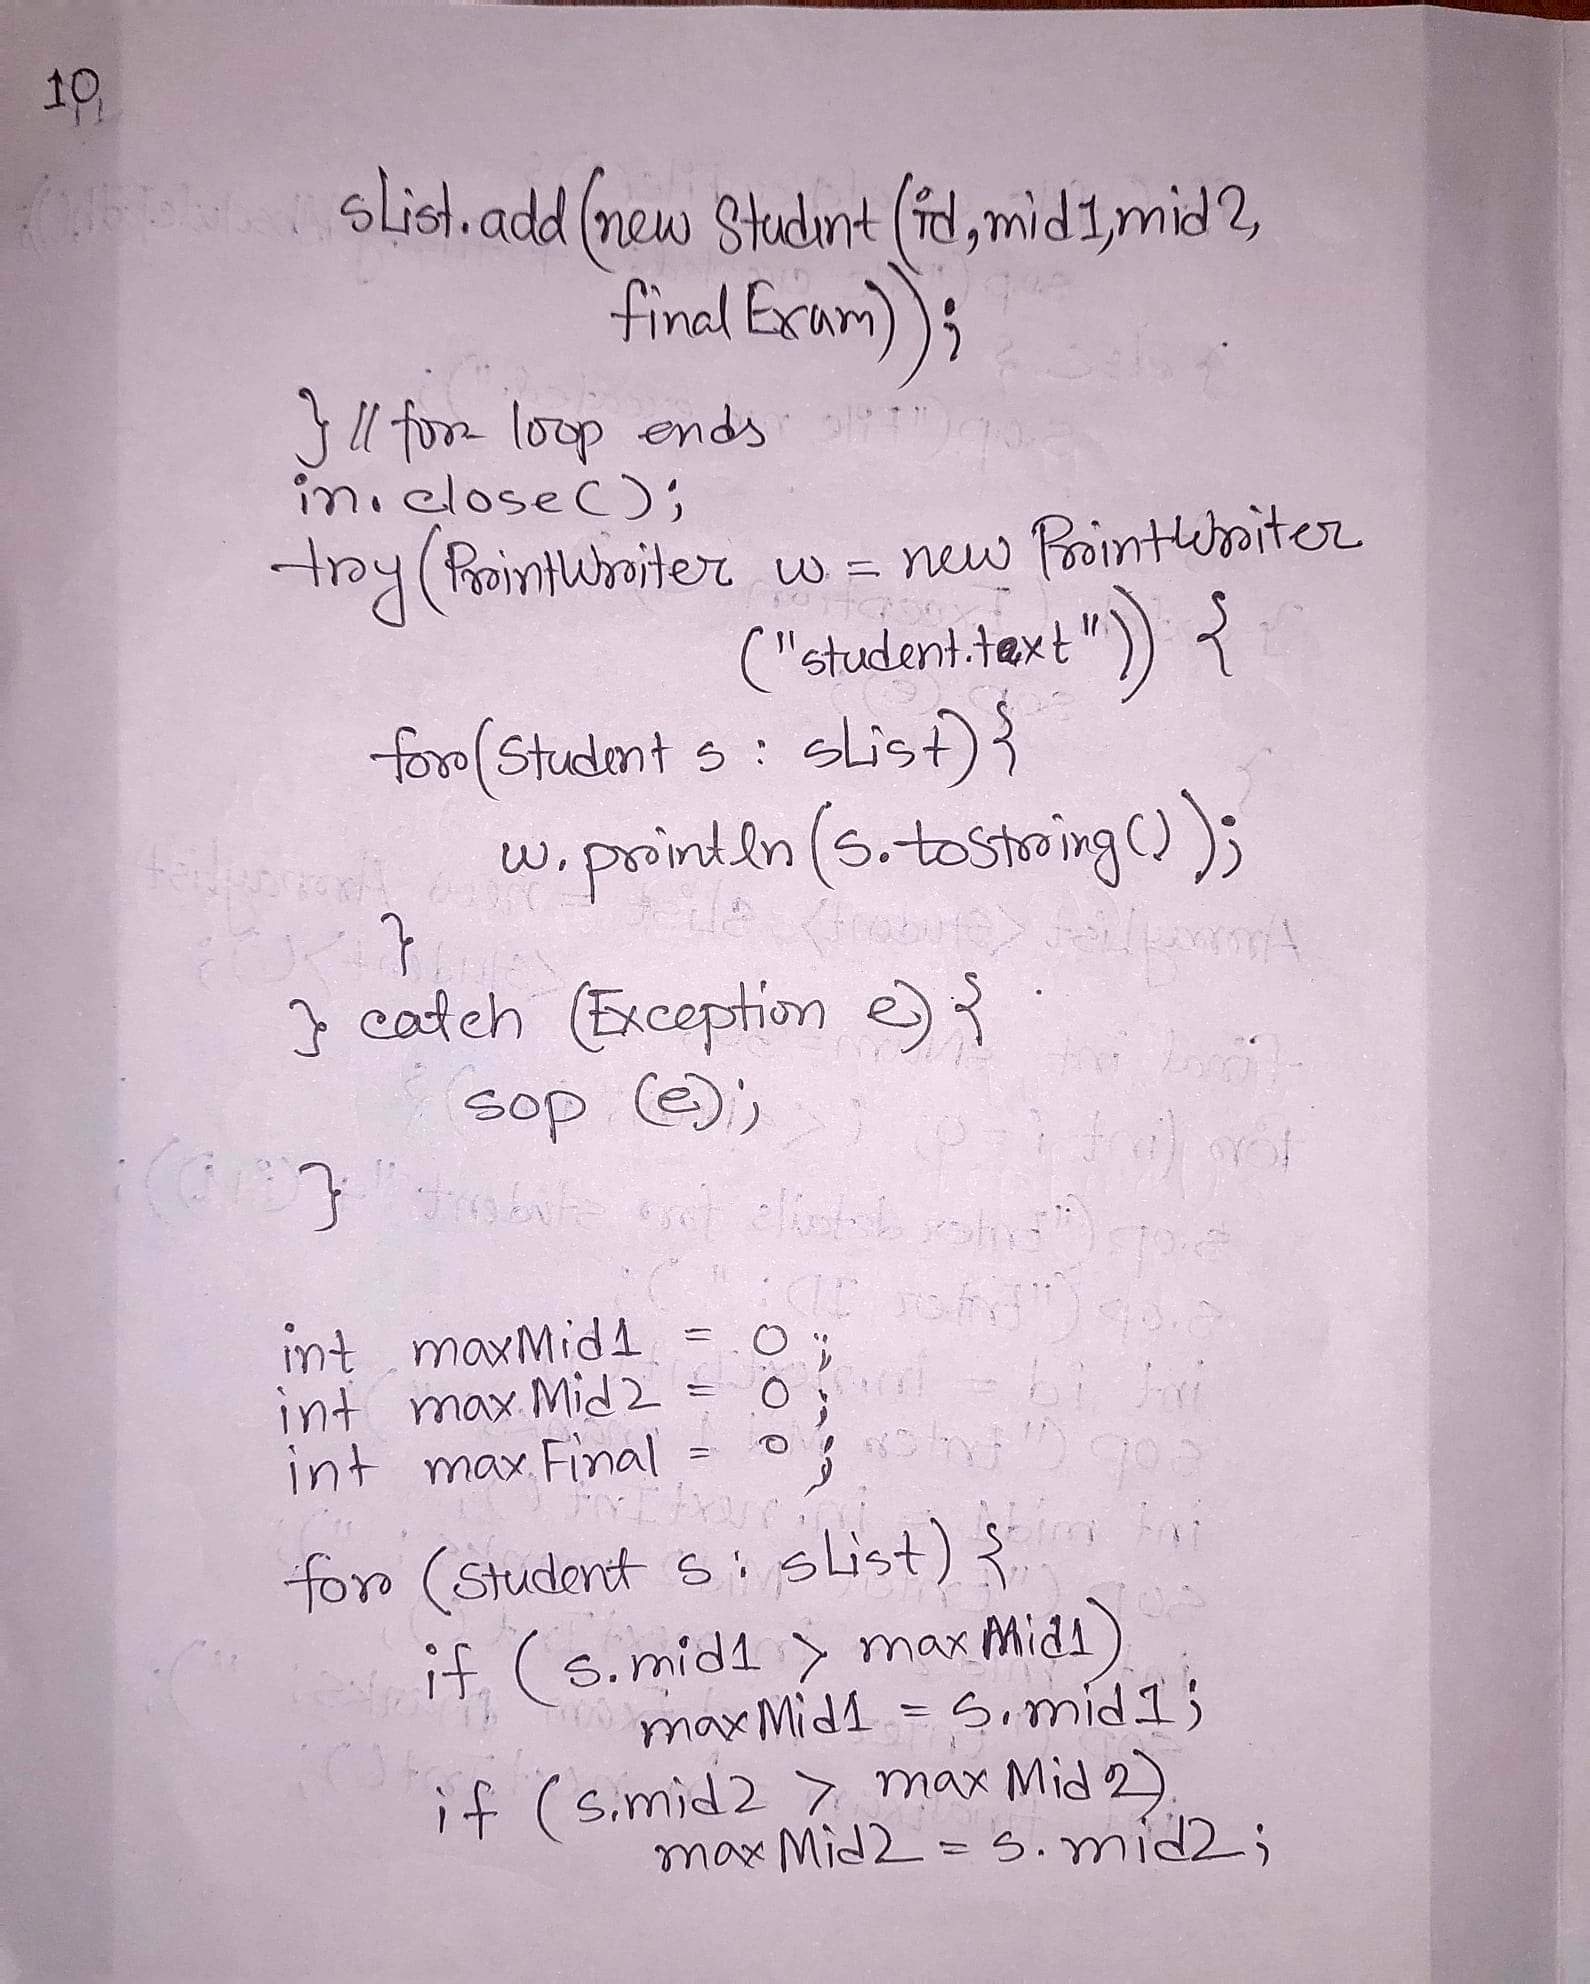 10
sList.add(new Student(id,mid1,mid2,
finalExam));
} // for loop ends
in.close();
try(PrintWriter w = new PrintWriter
("student.text")) {
for(Student s : sList){
w.println(s.toString());
}
} catch (Exception e) {
sop (e);
}
int maxMid1 = 0;
int maxMid2 = 0;
int maxFinal = 0;
for (Student s : sList) {
if (s.mid1 > maxMid1)
maxMid1 = s.mid1;
if (s.mid2 > maxMid2)
maxMid2 = s.mid2;